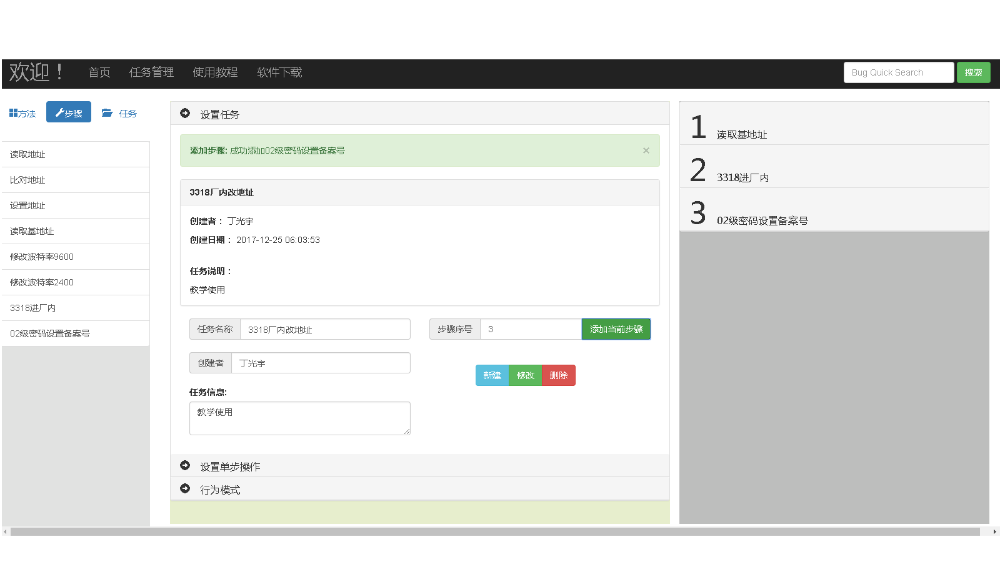 欢迎！ 首页 任务管理 使用教程 软件下载 Bug Quick Search 搜索
方法 步骤 任务
读取地址
比对地址
设置地址
读取基地址
修改波特率9600
修改波特率2400
3318进厂内
02级密码设置备案号
设置任务
添加步骤: 成功添加02级密码设置备案号 ×
3318厂内改地址
创建者： 丁光宇
创建日期： 2017-12-25 06:03:53
任务说明：
教学使用
任务名称 3318厂内改地址
步骤序号 3 添加当前步骤
创建者 丁光宇
新建 修改 删除
任务信息:
教学使用
设置单步操作
行为模式
1 读取基地址
2 3318进厂内
3 02级密码设置备案号